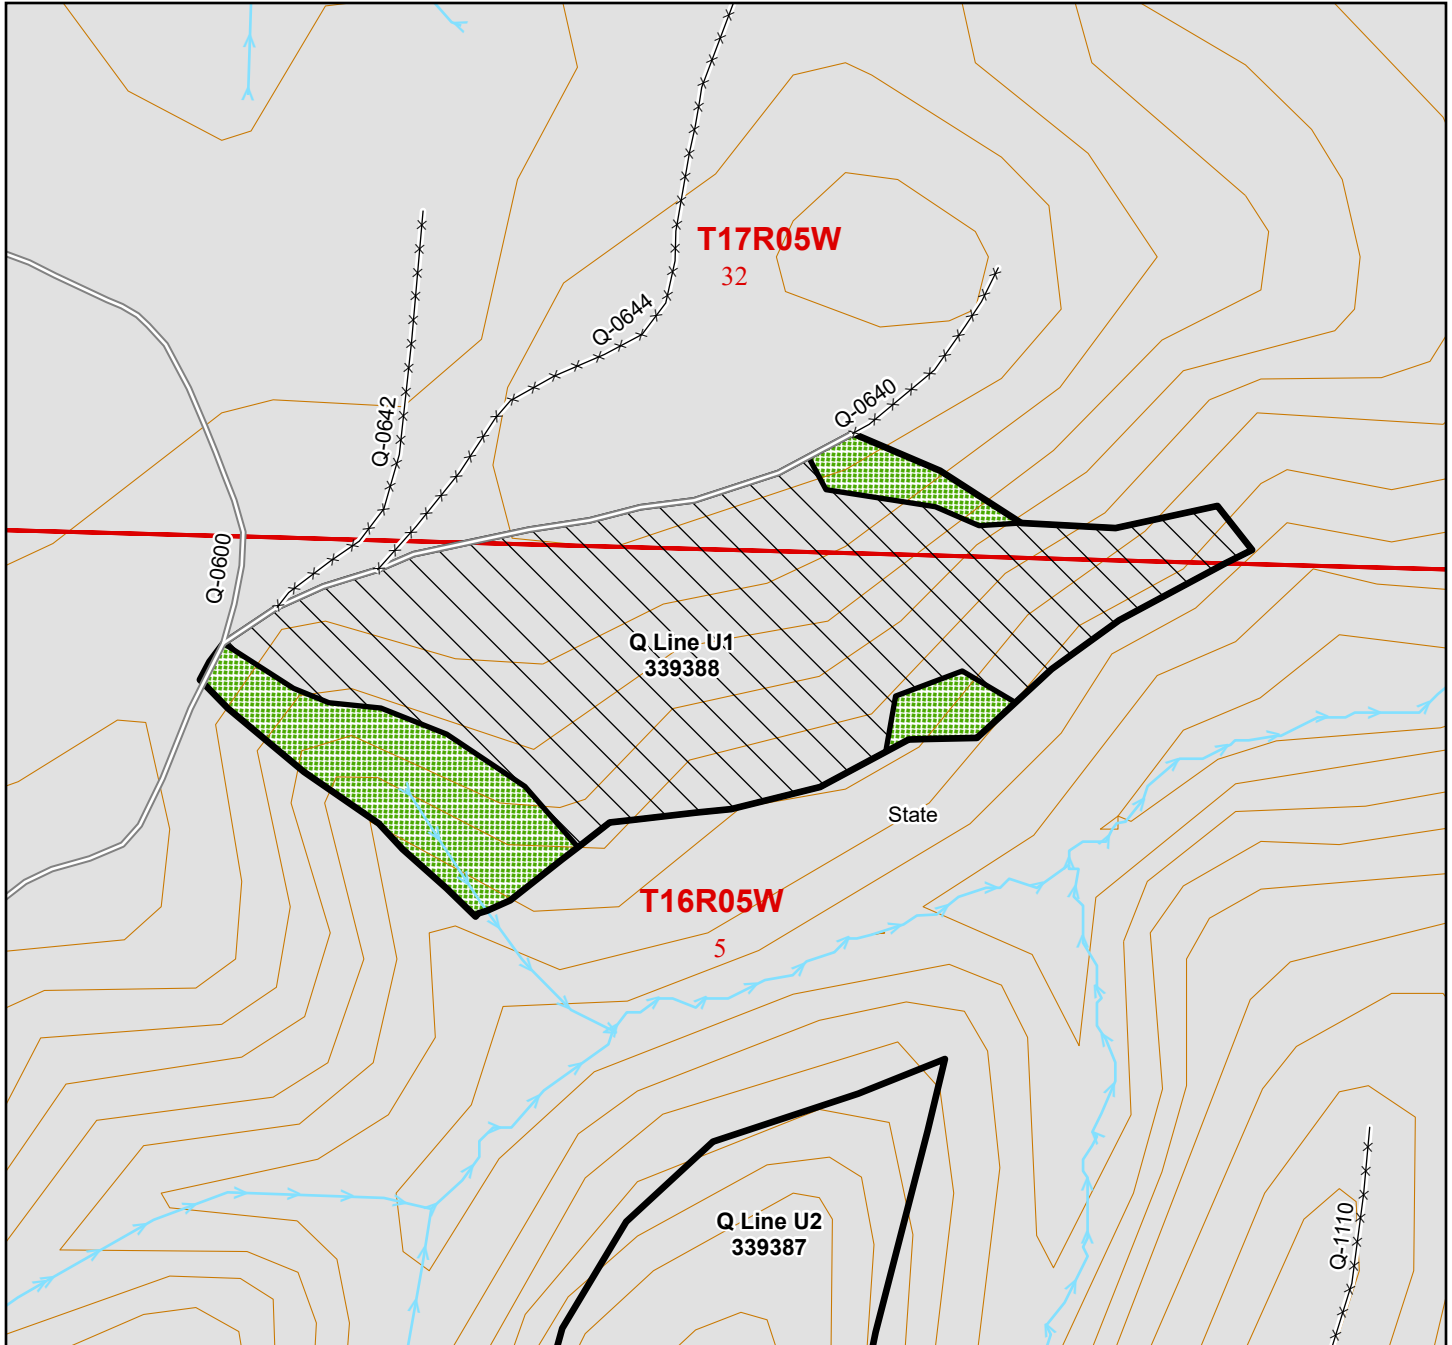 T17R05W
32
Q-0644
Q-0640
Q-0642
Q-0600
Q Line U1
339388
State
T16R05W
5
Q Line U2
339387
Q-1110